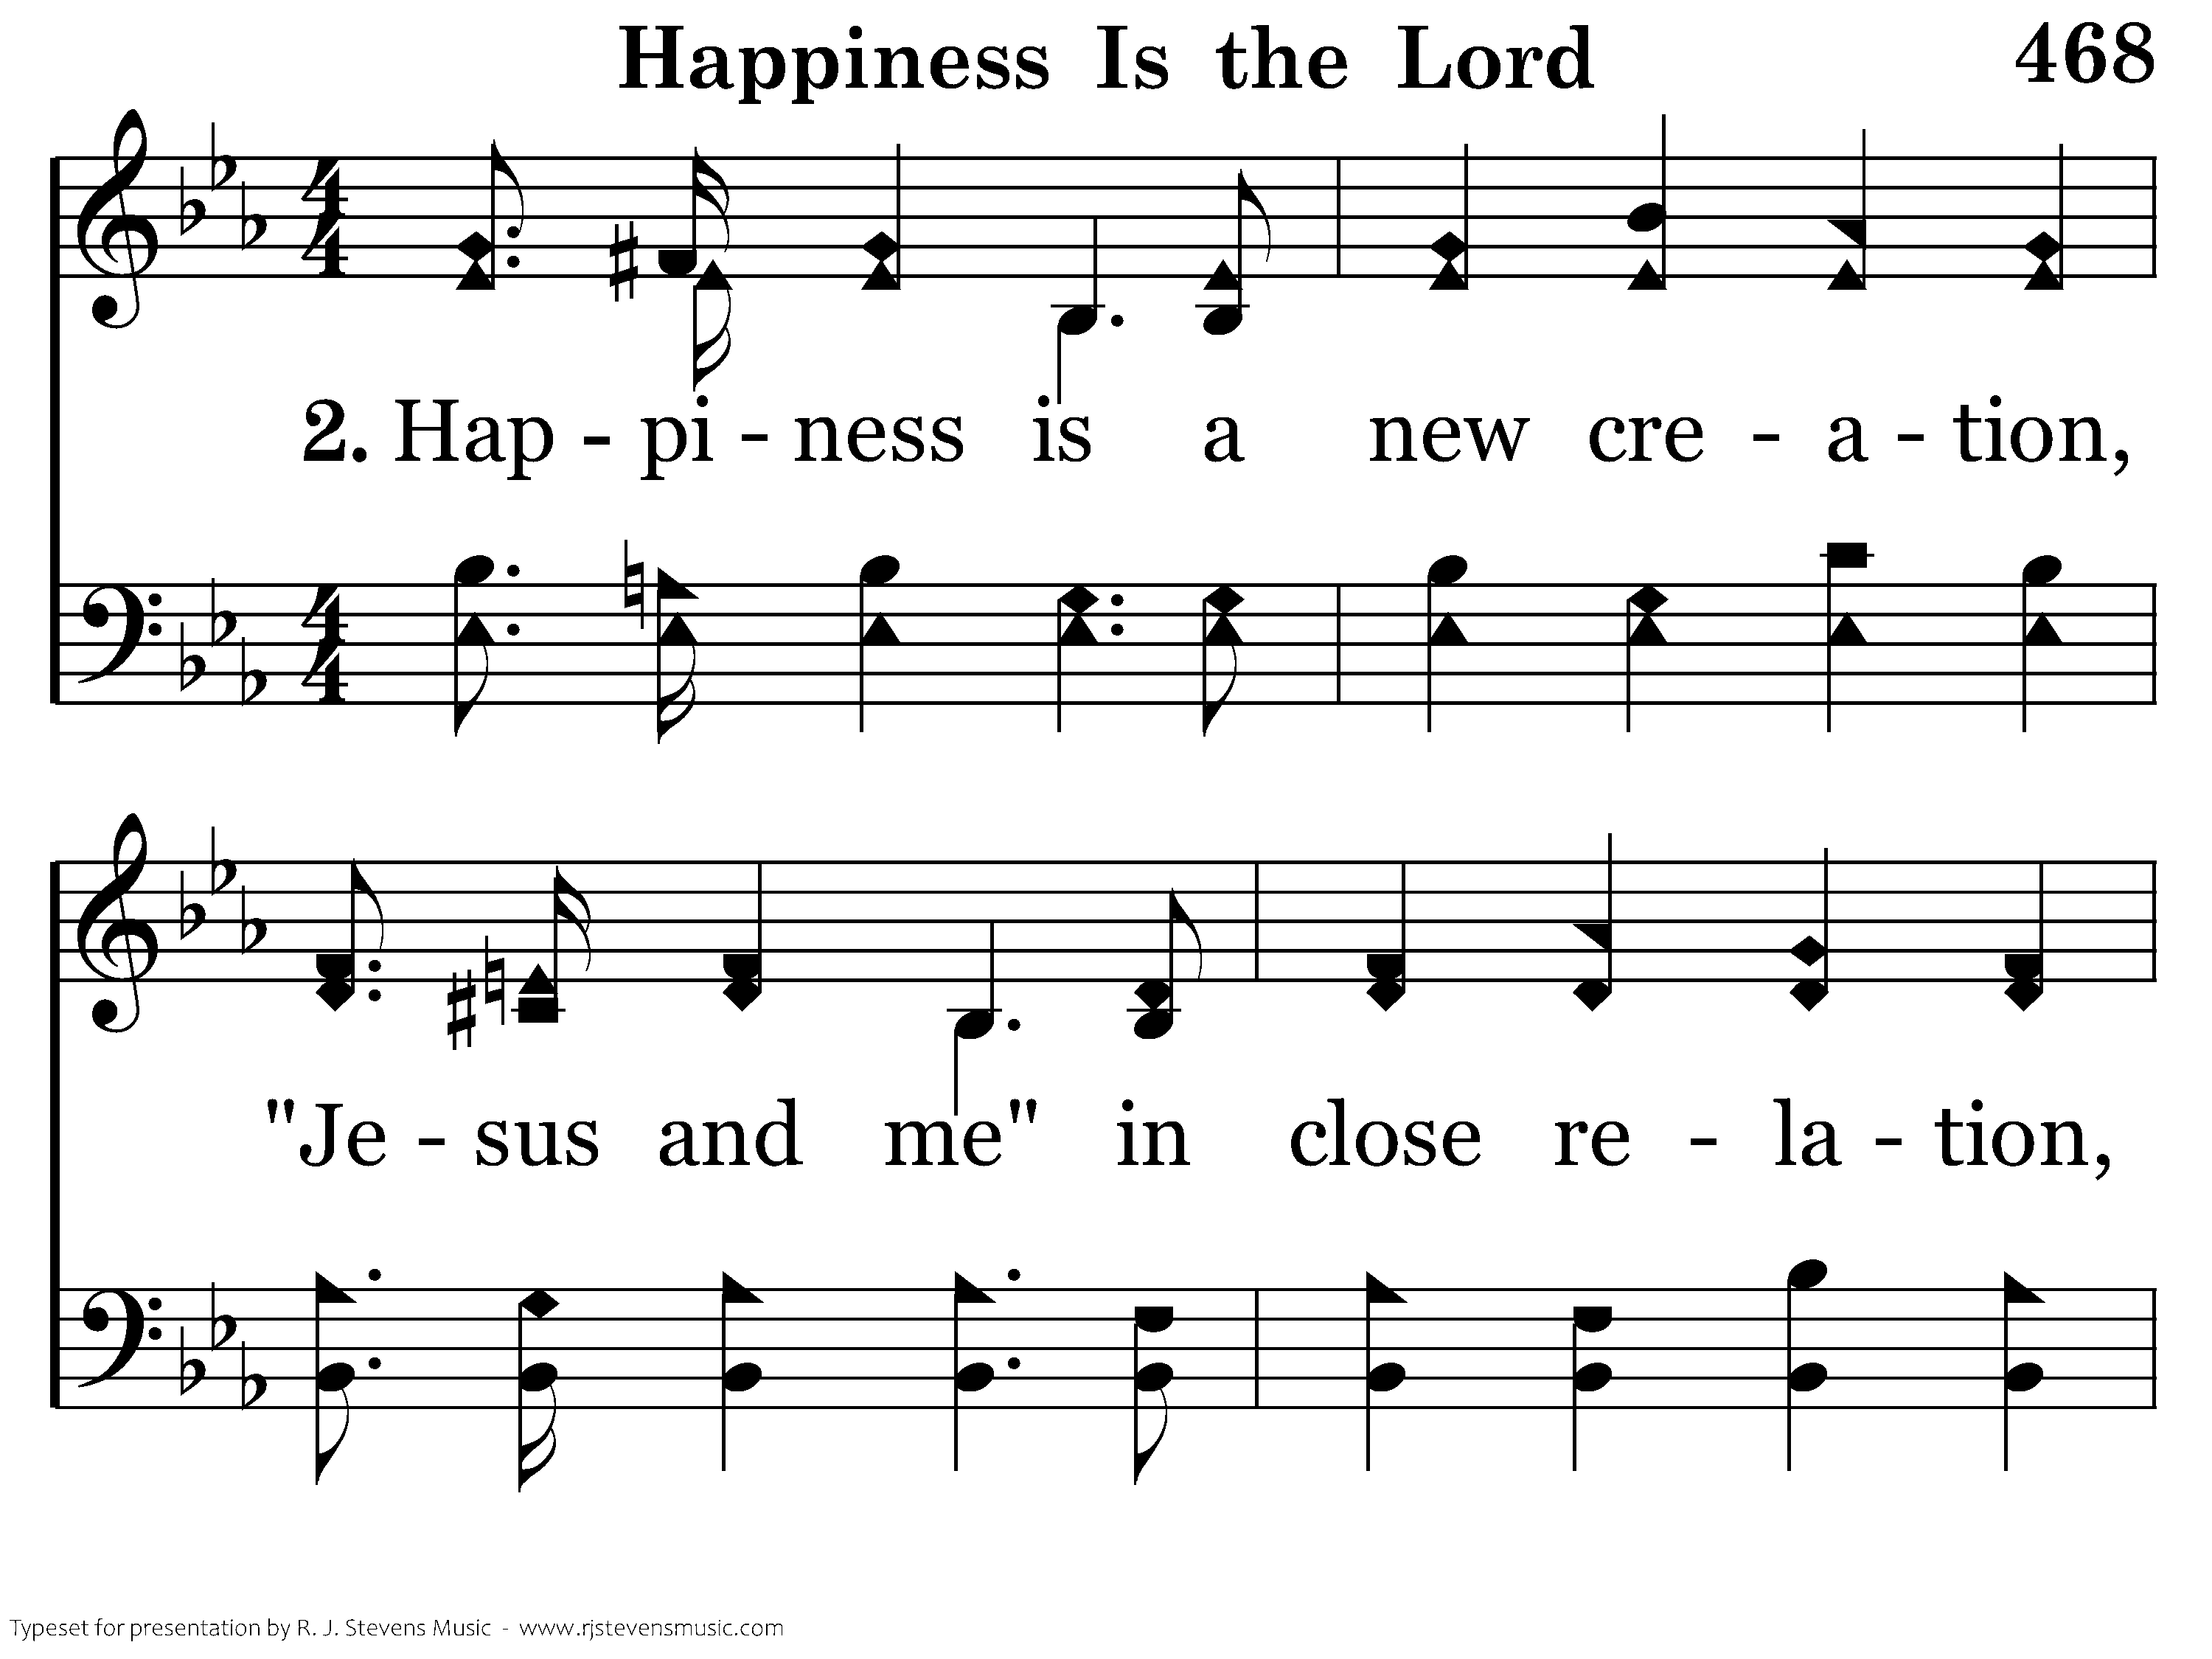 Happiness Is the Lord 468
2. Hap - pi - ness is a new cre - a - tion,
"Je - sus and me" in close re - la - tion,
Typeset for presentation by R. J. Stevens Music - www.rjstevensmusic.com